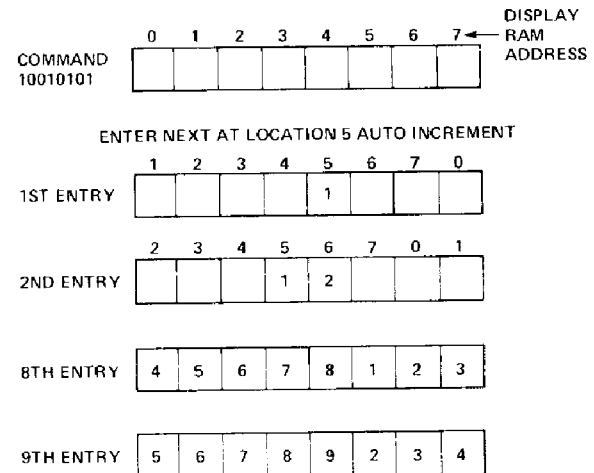 DISPLAY
0 1 2 3 4 5 6 7 RAM
ADDRESS
COMMAND
10010101
ENTER NEXT AT LOCATION 5 AUTO INCREMENT
1 2 3 4 5 6 7 0
1ST ENTRY 1
2 3 4 5 6 7 0 1
2ND ENTRY 1 2
8TH ENTRY 4 5 6 7 8 1 2 3
9TH ENTRY 5 6 7 8 9 2 3 4